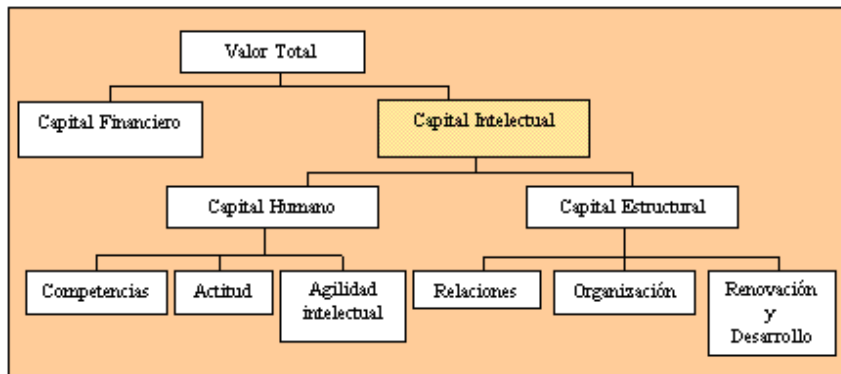 Valor Total
Capital Financiero
Capital Intelectual
Capital Humano
Capital Estructural
Competencias
Actitud
Agilidad
intelectual
Relaciones
Organización
Renovación
y
Desarrollo